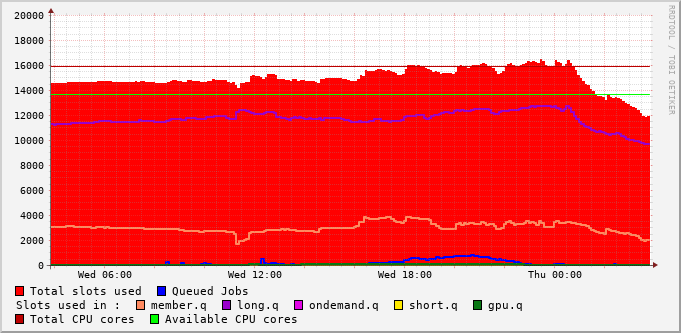 20000
18000
16000
14000
12000
10000
8000
6000
4000
2000
0
Wed 06:00 Wed 12:00 Wed 18:00 Thu 00:00
RRDTOOL / TOBI OETIKER
Total slots used Queued Jobs
Slots used in : member.q long.q ondemand.q short.q gpu.q
Total CPU cores Available CPU cores